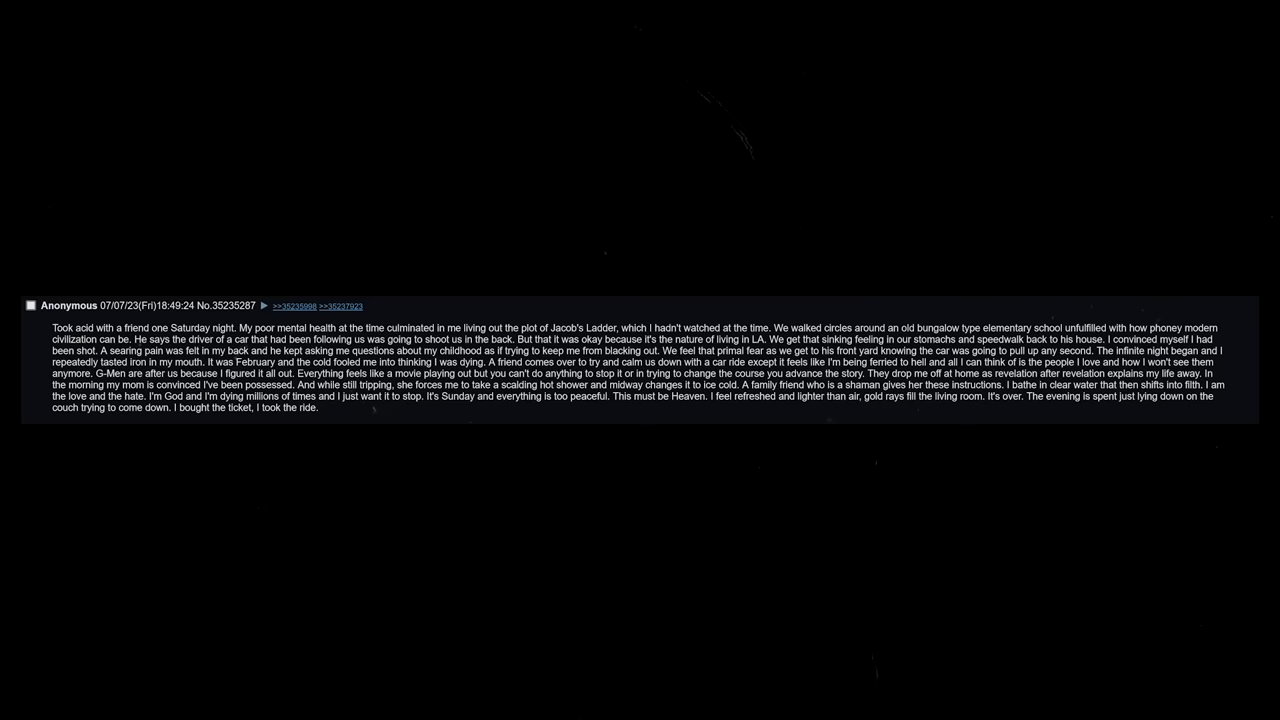 Anonymous 07/07/23(Fri)18:49:24 No.35235287 ▶ >>35235998 >>35237923
Took acid with a friend one Saturday night. My poor mental health at the time culminated in me living out the plot of Jacob's Ladder, which I hadn't watched at the time. We walked circles around an old bungalow type elementary school unfulfilled with how phoney modern
civilization can be. He says the driver of a car that had been following us was going to shoot us in the back. But that it was okay because it's the nature of living in LA. We get that sinking feeling in our stomachs and speedwalk back to his house. I convinced myself I had
been shot. A searing pain was felt in my back and he kept asking me questions about my childhood as if trying to keep me from blacking out. We feel that primal fear as we get to his front yard knowing the car was going to pull up any second. The infinite night began and I
repeatedly tasted iron in my mouth. It was February and the cold fooled me into thinking I was dying. A friend comes over to try and calm us down with a car ride except it feels like I'm being ferried to hell and all I can think of is the people I love and how I won't see them
anymore. G-Men are after us because I figured it all out. Everything feels like a movie playing out but you can't do anything to stop it or in trying to change the course you advance the story. They drop me off at home as revelation after revelation explains my life away. In
the morning my mom is convinced I've been possessed. And while still tripping, she forces me to take a scalding hot shower and midway changes it to ice cold. A family friend who is a shaman gives her these instructions. I bathe in clear water that then shifts into filth. I am
the love and the hate. I'm God and I'm dying millions of times and I just want it to stop. It's Sunday and everything is too peaceful. This must be Heaven. I feel refreshed and lighter than air, gold rays fill the living room. It's over. The evening is spent just lying down on the
couch trying to come down. I bought the ticket, I took the ride.